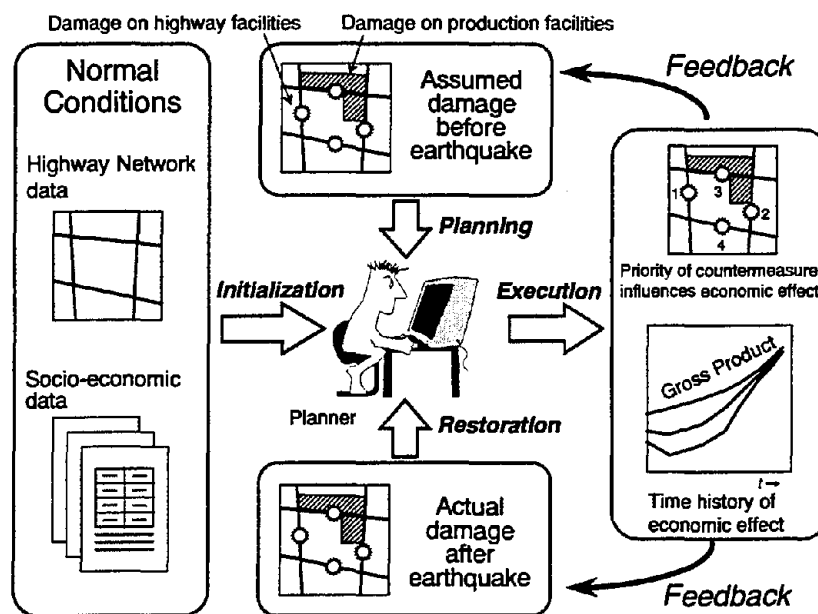 Damage on highway facilities
Damage on production facilities
Normal
Conditions
Highway Network
data
Socio-economic
data
Assumed
damage
before
earthquake
Feedback
Planning
Initialization
Execution
Planner
Restoration
Actual
damage
after
earthquake
1
3
2
4
Priority of countermeasure
influences economic effect
Gross Product
t→
Time history of
economic effect
Feedback